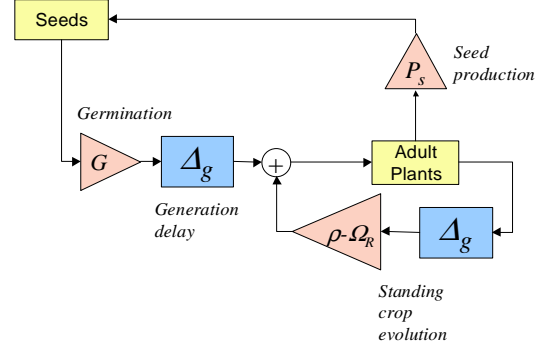 Seeds
P_s
Seed
production
Germination
G
Δ_g
+
Adult
Plants
Generation
delay
ρ-Ω_R
Δ_g
Standing
crop
evolution